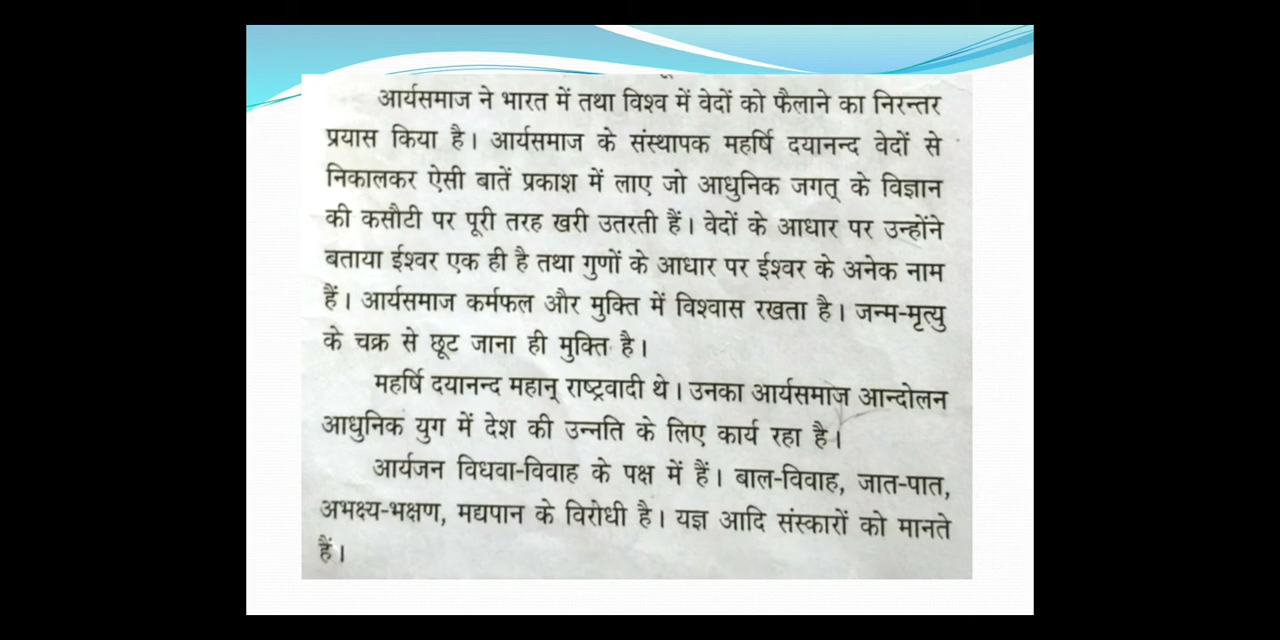 आर्यसमाज ने भारत में तथा विश्व में वेदों को फैलाने का निरन्तर
प्रयास किया है। आर्यसमाज के संस्थापक महर्षि दयानन्द वेदों से
निकालकर ऐसी बातें प्रकाश में लाए जो आधुनिक जगत् के विज्ञान
की कसौटी पर पूरी तरह खरी उतरती हैं। वेदों के आधार पर उन्होंने
बताया ईश्वर एक ही है तथा गुणों के आधार पर ईश्वर के अनेक नाम
हैं। आर्यसमाज कर्मफल और मुक्ति में विश्वास रखता है। जन्म-मृत्यु
के चक्र से छूट जाना ही मुक्ति है।
महर्षि दयानन्द महान् राष्ट्रवादी थे। उनका आर्यसमाज आन्दोलन
आधुनिक युग में देश की उन्नति के लिए कार्य रहा है।
आर्यजन विधवा-विवाह के पक्ष में हैं। बाल-विवाह, जात-पात,
अभक्ष्य-भक्षण, मद्यपान के विरोधी है। यज्ञ आदि संस्कारों को मानते
हैं।